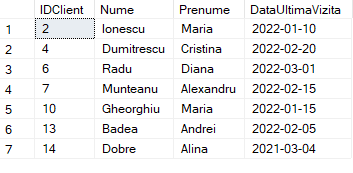 IDClient Nume Prenume DataUltimaVizita
1 2 Ionescu Maria 2022-01-10
2 4 Dumitrescu Cristina 2022-02-20
3 6 Radu Diana 2022-03-01
4 7 Munteanu Alexandru 2022-02-15
5 10 Gheorghiu Maria 2022-01-15
6 13 Badea Andrei 2022-02-05
7 14 Dobre Alina 2021-03-04